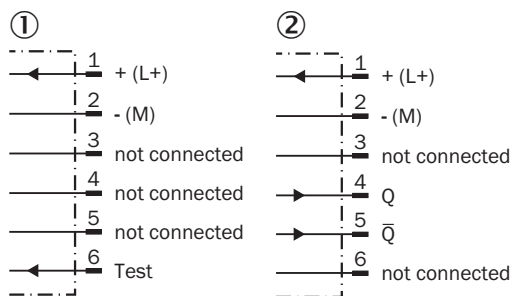 ①
1 + (L+)
2 - (M)
3 not connected
4 not connected
5 not connected
6 Test
②
1 + (L+)
2 - (M)
3 not connected
4 Q
5 Q̅
6 not connected